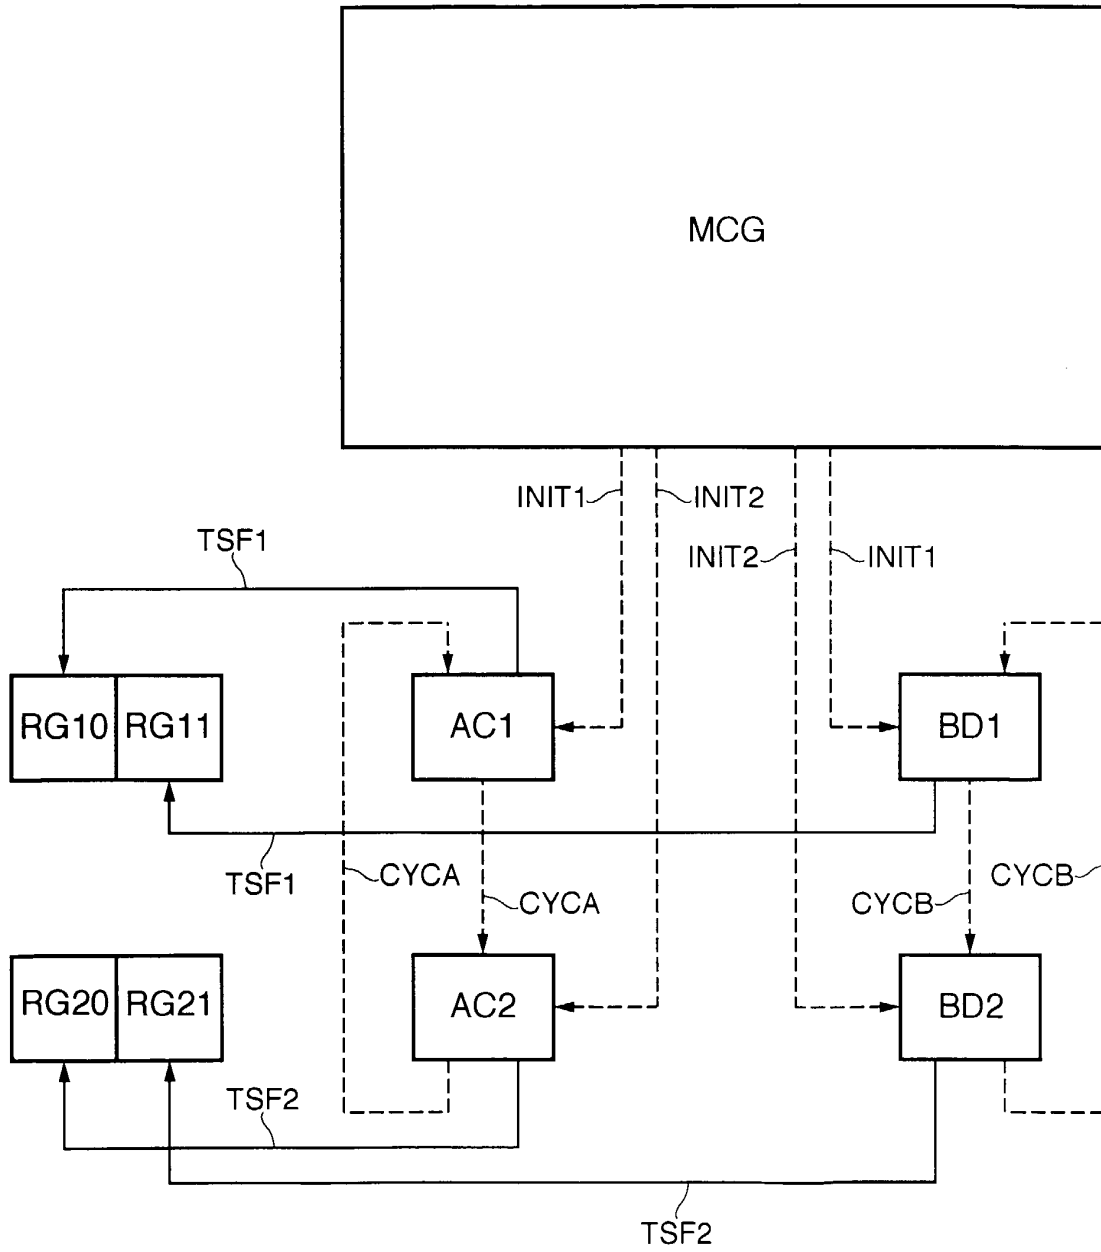 MCG
INIT1
INIT2
INIT2
INIT1
TSF1
RG10
RG11
AC1
BD1
TSF1
CYCA
CYCA
CYCB
CYCB
RG20
RG21
AC2
BD2
TSF2
TSF2